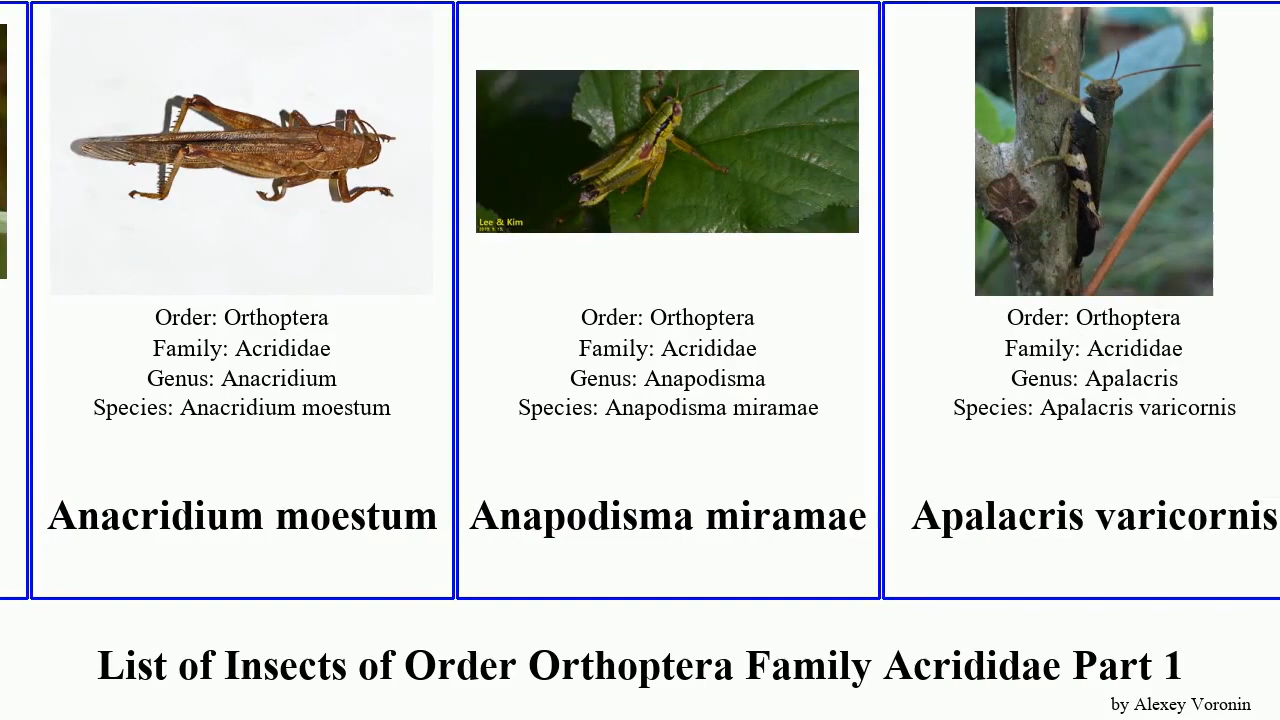 Lee & Kim
Order: Orthoptera
Family: Acrididae
Genus: Anacridium
Species: Anacridium moestum
Anacridium moestum
Order: Orthoptera
Family: Acrididae
Genus: Anapodisma
Species: Anapodisma miramae
Anapodisma miramae
Order: Orthoptera
Family: Acrididae
Genus: Apalacris
Species: Apalacris varicornis
Apalacris varicornis
List of Insects of Order Orthoptera Family Acrididae Part 1
by Alexey Voronin